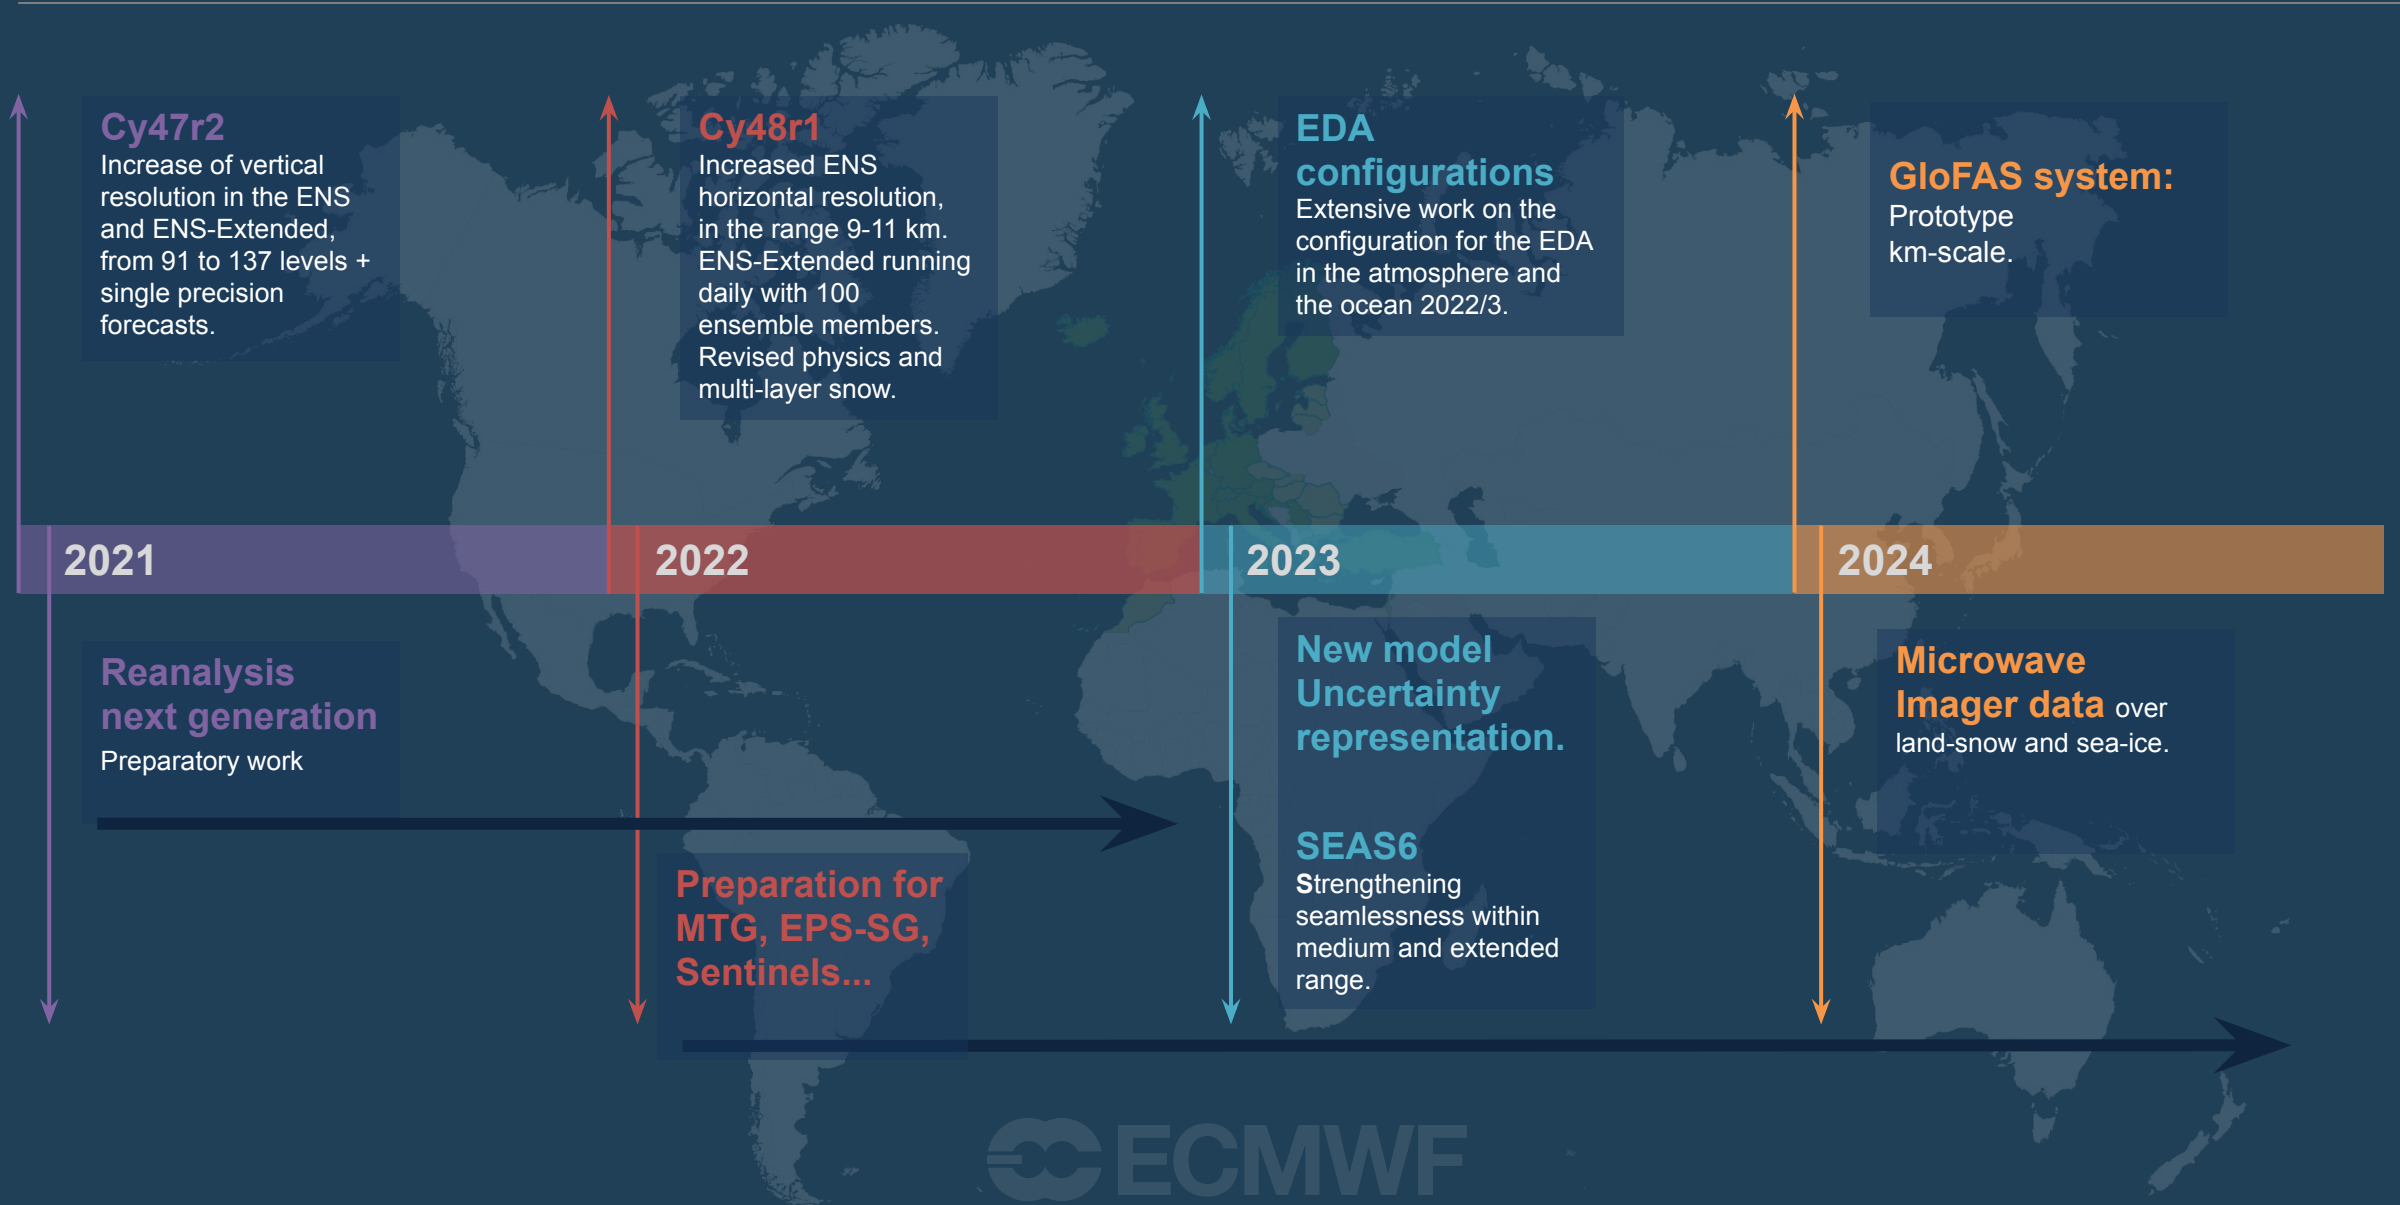 Cy47r2
Increase of vertical
resolution in the ENS
and ENS-Extended,
from 91 to 137 levels +
single precision
forecasts.
Cy48r1
Increased ENS
horizontal resolution,
in the range 9-11 km.
ENS-Extended running
daily with 100
ensemble members.
Revised physics and
multi-layer snow.
EDA
configurations
Extensive work on the
configuration for the EDA
in the atmosphere and
the ocean 2022/3.
GloFAS system:
Prototype
km-scale.
2021
2022
2023
2024
Reanalysis
next generation
Preparatory work
Preparation for
MTG, EPS-SG,
Sentinels...
New model
Uncertainty
representation.
SEAS6
Strengthening
seamlessness within
medium and extended
range.
Microwave
Imager data over
land-snow and sea-ice.
ECMWF